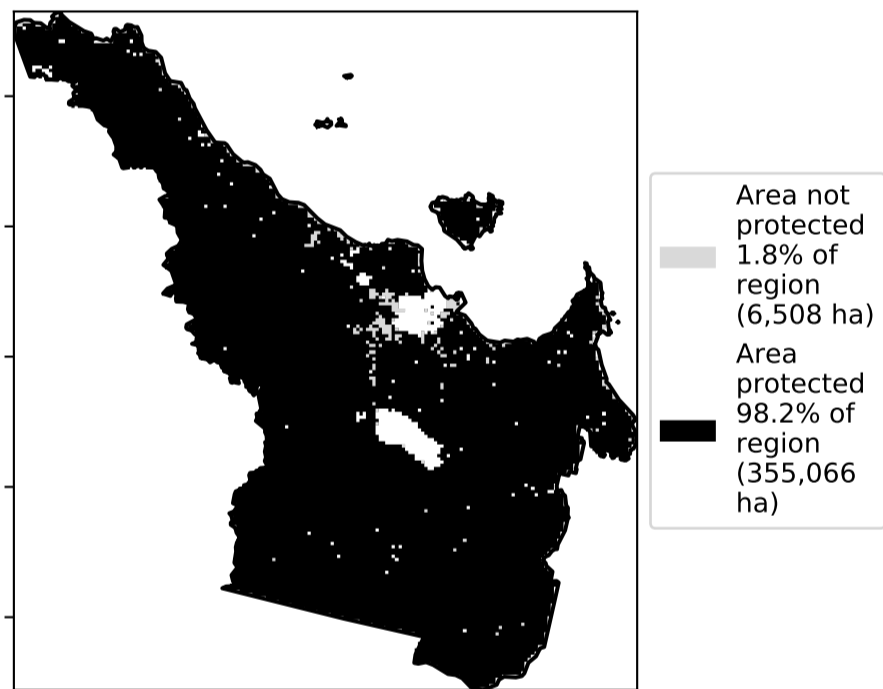 Area not
protected
1.8% of
region
(6,508 ha)
Area
protected
98.2% of
region
(355,066
ha)